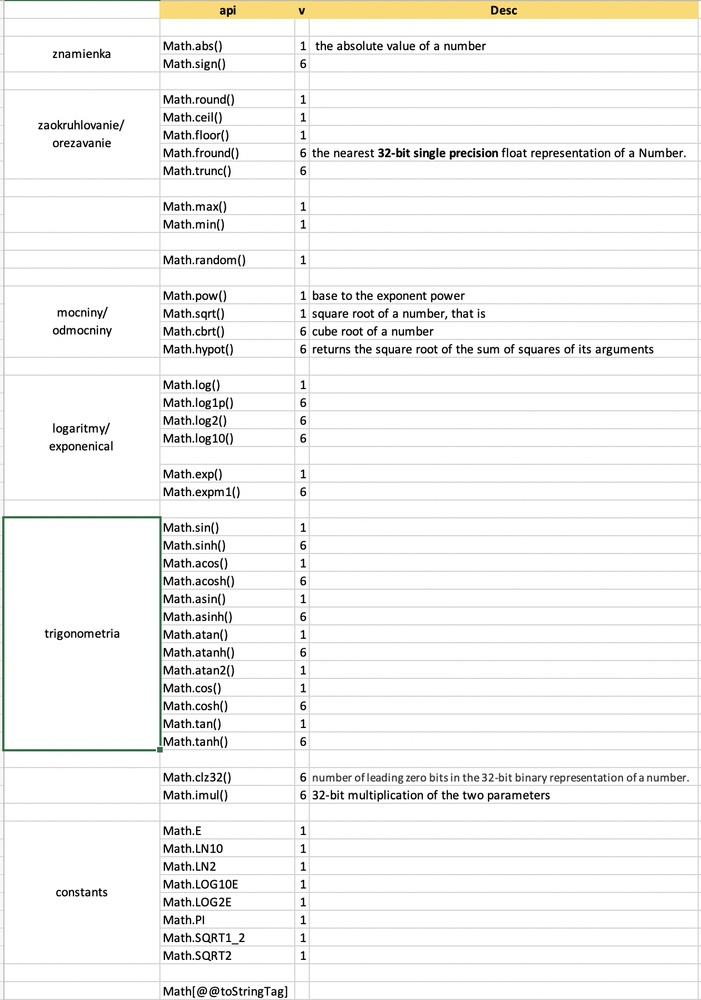 api v Desc
znamienka
Math.abs() 1 the absolute value of a number
Math.sign() 6
zaokruhlovanie/
orezavanie
Math.round() 1
Math.ceil() 1
Math.floor() 1
Math.fround() 6 the nearest 32-bit single precision float representation of a Number.
Math.trunc() 6
Math.max() 1
Math.min() 1
Math.random() 1
mocniny/
odmocniny
Math.pow() 1 base to the exponent power
Math.sqrt() 1 square root of a number, that is
Math.cbrt() 6 cube root of a number
Math.hypot() 6 returns the square root of the sum of squares of its arguments
logaritmy/
exponenical
Math.log() 1
Math.log1p() 6
Math.log2() 6
Math.log10() 6
Math.exp() 1
Math.expm1() 6
trigonometria
Math.sin() 1
Math.sinh() 6
Math.acos() 1
Math.acosh() 6
Math.asin() 1
Math.asinh() 6
Math.atan() 1
Math.atanh() 6
Math.atan2() 1
Math.cos() 1
Math.cosh() 6
Math.tan() 1
Math.tanh() 6
Math.clz32() 6 number of leading zero bits in the 32-bit binary representation of a number.
Math.imul() 6 32-bit multiplication of the two parameters
constants
Math.E 1
Math.LN10 1
Math.LN2 1
Math.LOG10E 1
Math.LOG2E 1
Math.PI 1
Math.SQRT1_2 1
Math.SQRT2 1
Math[@@toStringTag]